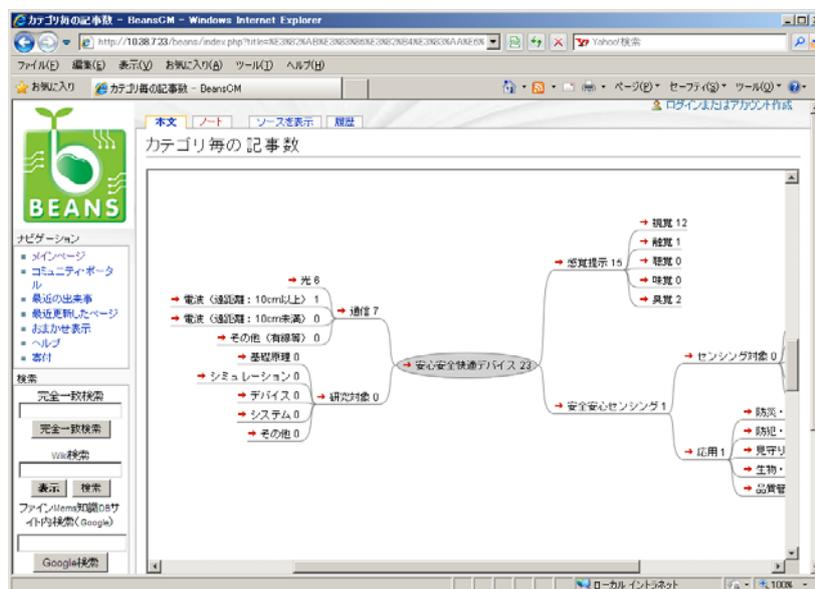 カテゴリ毎の記事数 - BeansGM - Windows Internet Explorer
Yahoo!検索
ファイル(F) 編集(E) 表示(V) お気に入り(A) ツール(T) ヘルプ(H)
お気に入り カテゴリ毎の記事数 - BeansGM ページ(P) セーフティ(S) ツール(O)
ログインまたはアカウント作成
本文 ノート ソースを表示 履歴
カテゴリ毎の記事数
BEANS
ナビゲーション
メインページ
コミュニティ・ポータ
ル
最近の出来事
最近更新したページ
おまかせ表示
ヘルプ
寄付
検索
完全一致検索
完全一致検索
Wiki検索
表示 検索
ファインMems知識DBサ
イト内検索(Google)
Google検索
光 6
電波(遠距離:10cm以上) 1
電波(遠距離:10cm未満) 0
その他(有線等) 0
通信 7
基礎原理 0
シミュレーション 0
デバイス 0
システム 0
その他 0
研究対象 0
安心安全快適デバイス 23
感覚提示 15
視覚 12
触覚 1
聴覚 0
味覚 0
臭覚 2
安全安心センシング 1
センシング対象 0
応用 1
防災・
防犯・
見守り
生物・
品質管
ローカル イントラネット 100%